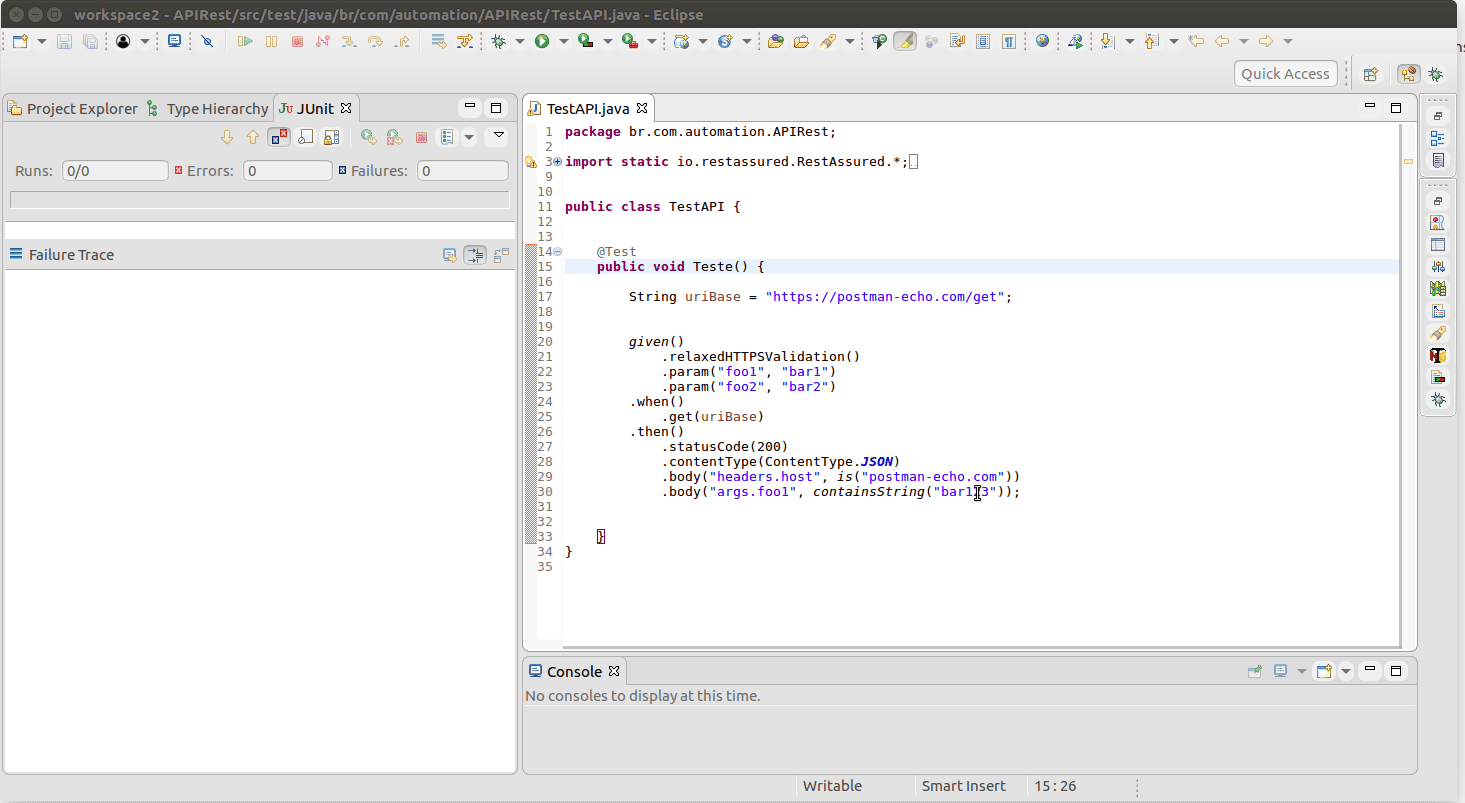 workspace2 - APIRest/src/test/java/br/com/automation/APIRest/TestAPI.java - Eclipse
Quick Access
Project Explorer Type Hierarchy JUnit
Runs: 0/0 Errors: 0 Failures: 0
Failure Trace
TestAPI.java
1 package br.com.automation.APIRest;
2
3 import static io.restassured.RestAssured.*;
9
10
11 public class TestAPI {
12
13
14 @Test
15 public void Teste() {
16
17 String uriBase = "https://postman-echo.com/get";
18
19
20 given()
21 .relaxedHTTPSValidation()
22 .param("foo1", "bar1")
23 .param("foo2", "bar2")
24 .when()
25 .get(uriBase)
26 .then()
27 .statusCode(200)
28 .contentType(ContentType.JSON)
29 .body("headers.host", is("postman-echo.com"))
30 .body("args.foo1", containsString("bar13"));
31
32
33 }
34 }
35
Console
No consoles to display at this time.
Writable Smart Insert 15 : 26